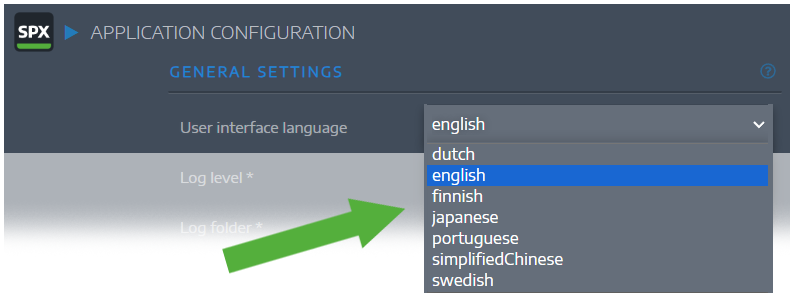 SPX APPLICATION CONFIGURATION
GENERAL SETTINGS ?
User interface language english
dutch
Log level * english
finnish
japanese
Log folder * portuguese
simplifiedChinese
swedish